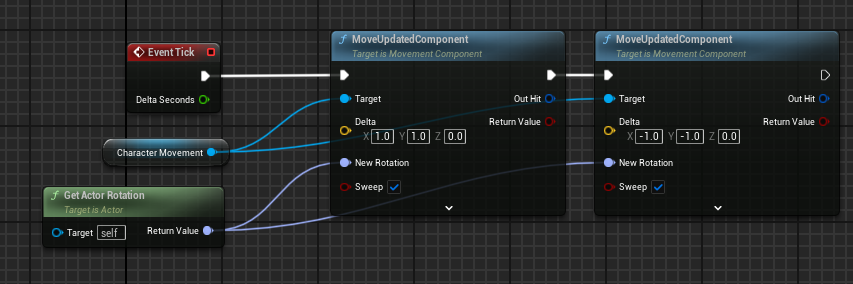 Event Tick
Delta Seconds
Character Movement
Get Actor Rotation
Target is Actor
Target self
Return Value
f MoveUpdatedComponent
Target is Movement Component
Target
Out Hit
Delta
Return Value
X 1.0 Y 1.0 Z 0.0
New Rotation
Sweep
f MoveUpdatedComponent
Target is Movement Component
Target
Out Hit
Delta
Return Value
X -1.0 Y -1.0 Z 0.0
New Rotation
Sweep